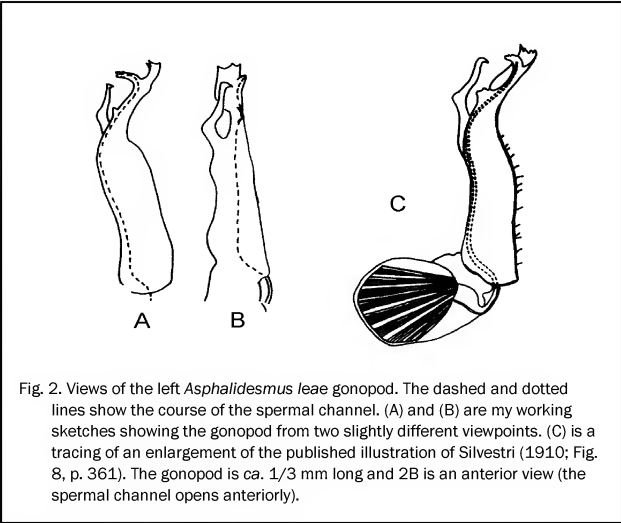 C
A
B
Fig. 2. Views of the left Asphalidesmus leae gonopod. The dashed and dotted
lines show the course of the spermal channel. (A) and (B) are my working
sketches showing the gonopod from two slightly different viewpoints. (C) is a
tracing of an enlargement of the published illustration of Silvestri (1910; Fig.
8, p. 361). The gonopod is ca. 1/3 mm long and 2B is an anterior view (the
spermal channel opens anteriorly).